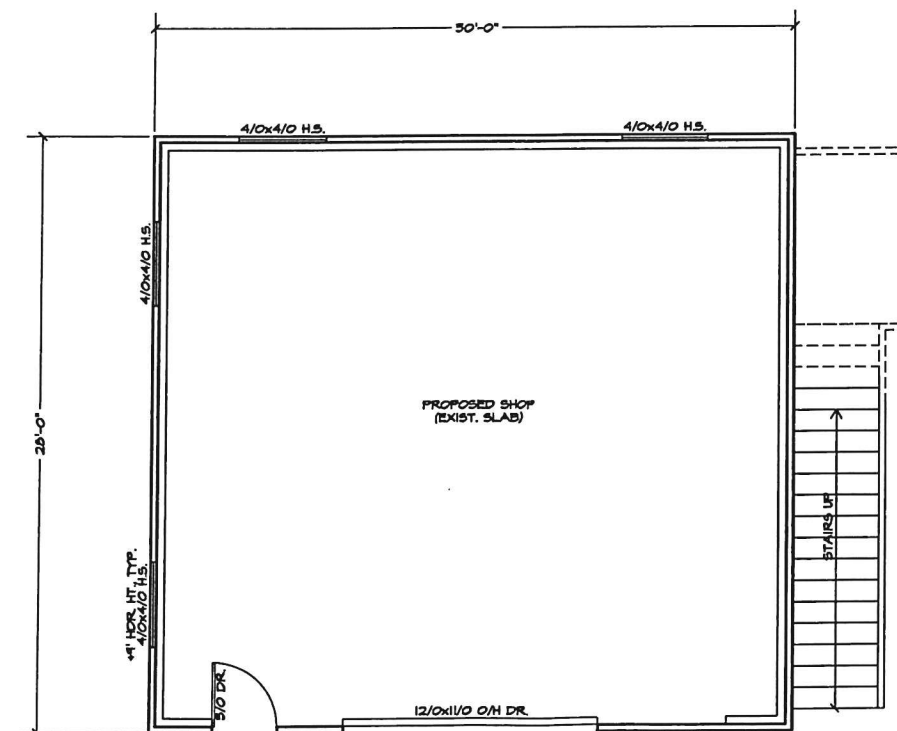 30'-0"
4/0x4/0 H.S.
4/0x4/0 H.S.
4/0x4/0 H.S.
28'-0"
PROPOSED SHOP
(EXIST. SLAB)
STAIRS UP
+9' HDR. HT. TYP.
4/0x4/0 H.S.
3/0 DR.
12/0x11/0 O/H DR.